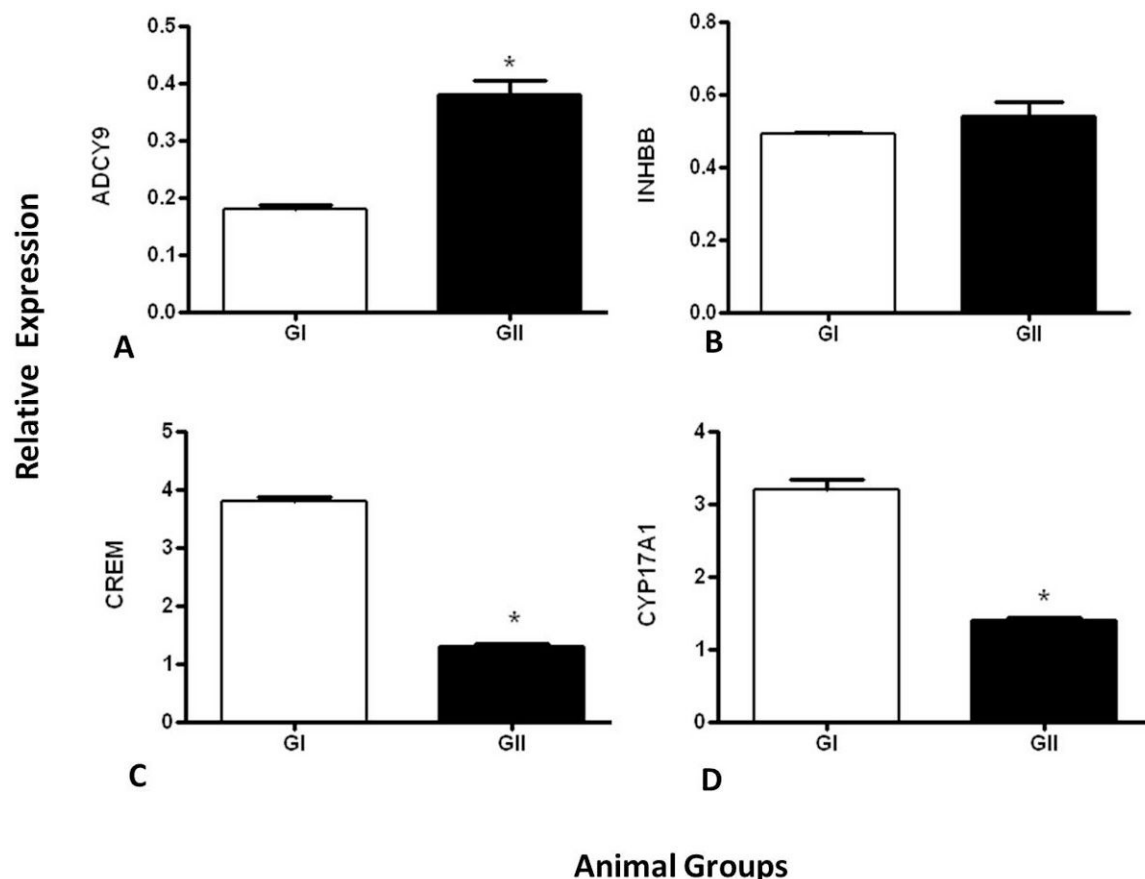 Relative Expression
ADCY9
0.5
0.4
0.3
0.2
0.1
0.0
*
GI
GII
A
INHBB
0.8
0.6
0.4
0.2
0.0
GI
GII
B
CREM
5
4
3
2
1
0
*
GI
GII
C
CYP17A1
4
3
2
1
0
*
GI
GII
D
Animal Groups